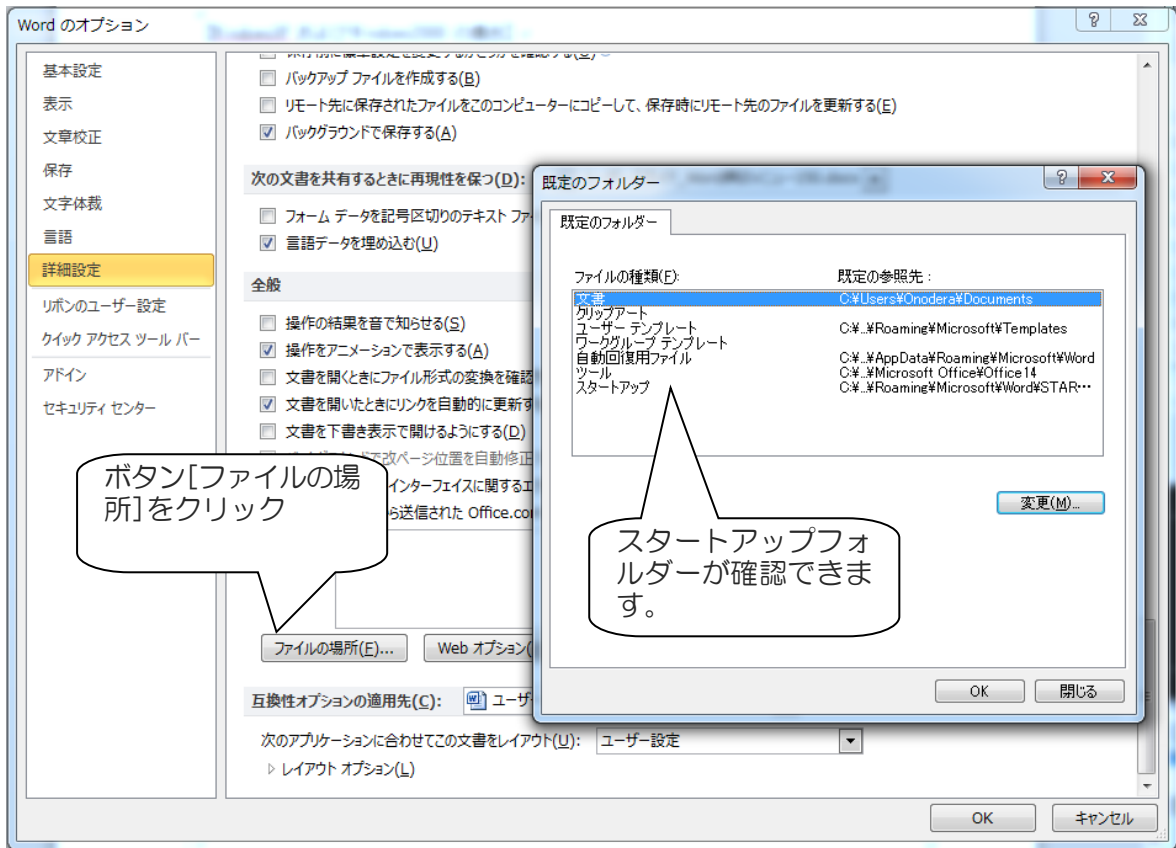 Word のオプション
基本設定
表示
文章校正
保存
文字体裁
言語
詳細設定
リボンのユーザー設定
クイック アクセス ツール バー
アドイン
セキュリティ センター
バックアップ ファイルを作成する(B)
リモート先に保存されたファイルをこのコンピューターにコピーして、保存時にリモート先のファイルを更新する(E)
バックグラウンドで保存する(A)
次の文書を共有するときに再現性を保つ(D):
フォーム データを記号区切りのテキスト ファ
言語データを埋め込む(U)
全般
操作の結果を音で知らせる(S)
操作をアニメーションで表示する(A)
文書を開くときにファイル形式の変換を確認
文書を開いたときにリンクを自動的に更新す
文書を下書き表示で開けるようにする(D)
で改ページ位置を自動修正
インターフェイスに関するエ
ら送信された Office.co
ボタン[ファイルの場
所]をクリック
ファイルの場所(F)...
Web オプション(
互換性オプションの適用先(C):
ユーザ
次のアプリケーションに合わせてこの文書をレイアウト(U):
ユーザー設定
レイアウト オプション(L)
OK
キャンセル
既定のフォルダー
既定のフォルダー
ファイルの種類(F):
既定の参照先：
文書 C:¥Users¥Onodera¥Documents
クリップアート
ユーザー テンプレート C:¥..¥Roaming¥Microsoft¥Templates
ワークグループ テンプレート
自動回復用ファイル C:¥..¥AppData¥Roaming¥Microsoft¥Word
ツール C:¥..¥Microsoft Office¥Office14
スタートアップ C:¥..¥Roaming¥Microsoft¥Word¥STAR…
変更(M)...
スタートアップフォ
ルダーが確認できま
す。
OK
閉じる